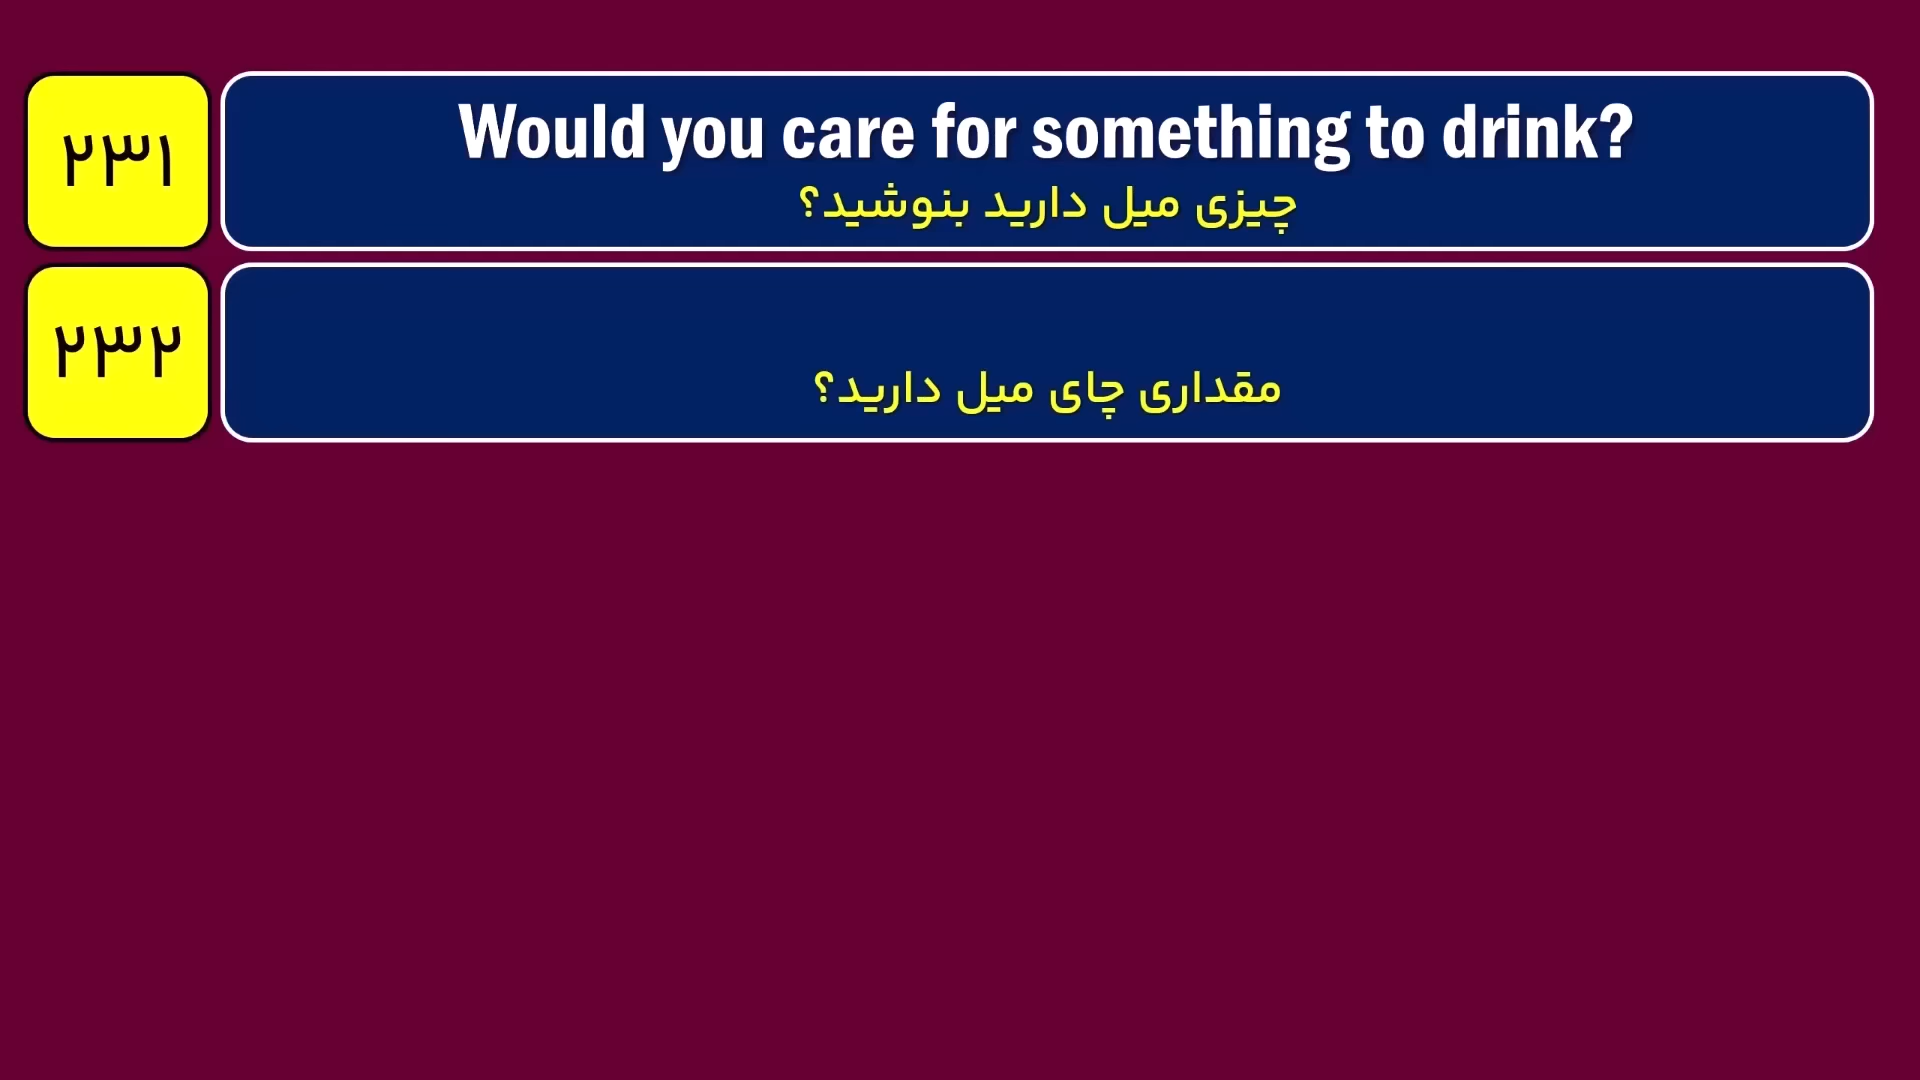 ۲۳۱
Would you care for something to drink?
چیزی میل دارید بنوشید؟
۲۳۲
مقداری چای میل دارید؟